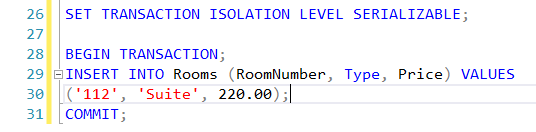 26 SET TRANSACTION ISOLATION LEVEL SERIALIZABLE;
27
28 BEGIN TRANSACTION;
29 INSERT INTO Rooms (RoomNumber, Type, Price) VALUES
30 ('112', 'Suite', 220.00);
31 COMMIT;